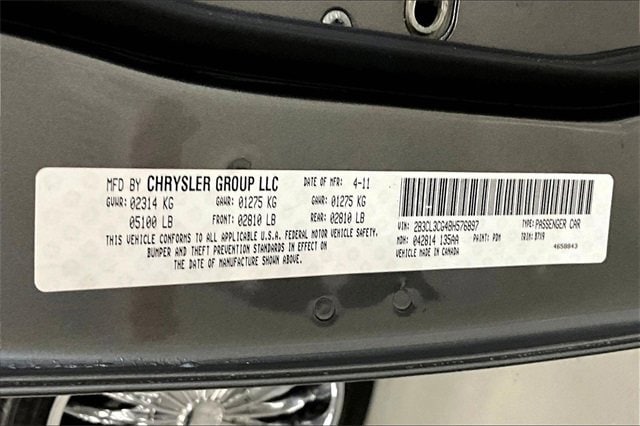 MFD BY CHRYSLER GROUP LLC DATE OF MFR: 4-11
GVWR: 02314 KG GAWR: 01275 KG GAWR: 01275 KG
05100 LB FRONT: 02810 LB REAR: 02810 LB
THIS VEHICLE CONFORMS TO ALL APPLICABLE U.S.A. FEDERAL MOTOR VEHICLE SAFETY,
BUMPER AND THEFT PREVENTION STANDARDS IN EFFECT ON
THE DATE OF MANUFACTURE SHOWN ABOVE.
VIN: 2B3CL3CG4BH576897 TYPE: PASSENGER CAR
MDH: 042814 135AA PAINT: PDM TRIM: B7V9
VEHICLE MADE IN CANADA 4658843